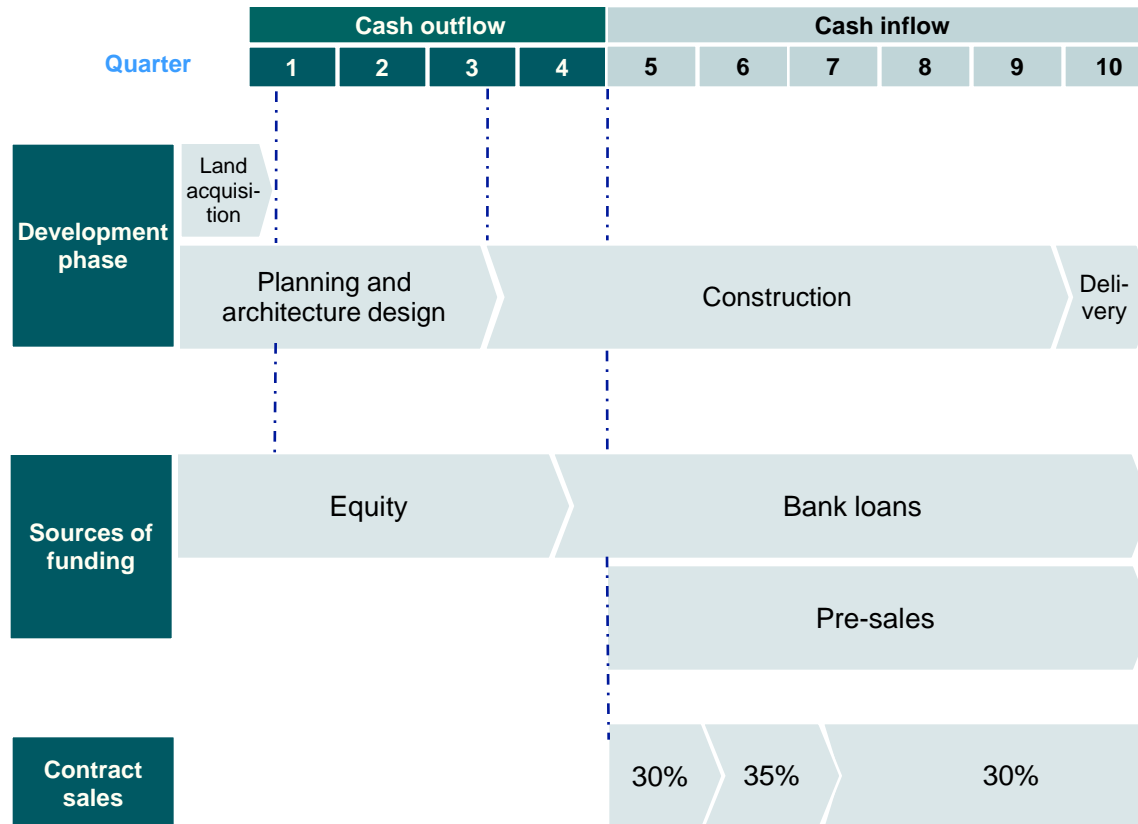 Cash outflow
Cash inflow
Quarter
1
2
3
4
5
6
7
8
9
10
Development
phase
Land
acquisi-
tion
Planning and
architecture design
Construction
Deli-
very
Sources of
funding
Equity
Bank loans
Pre-sales
Contract
sales
30%
35%
30%